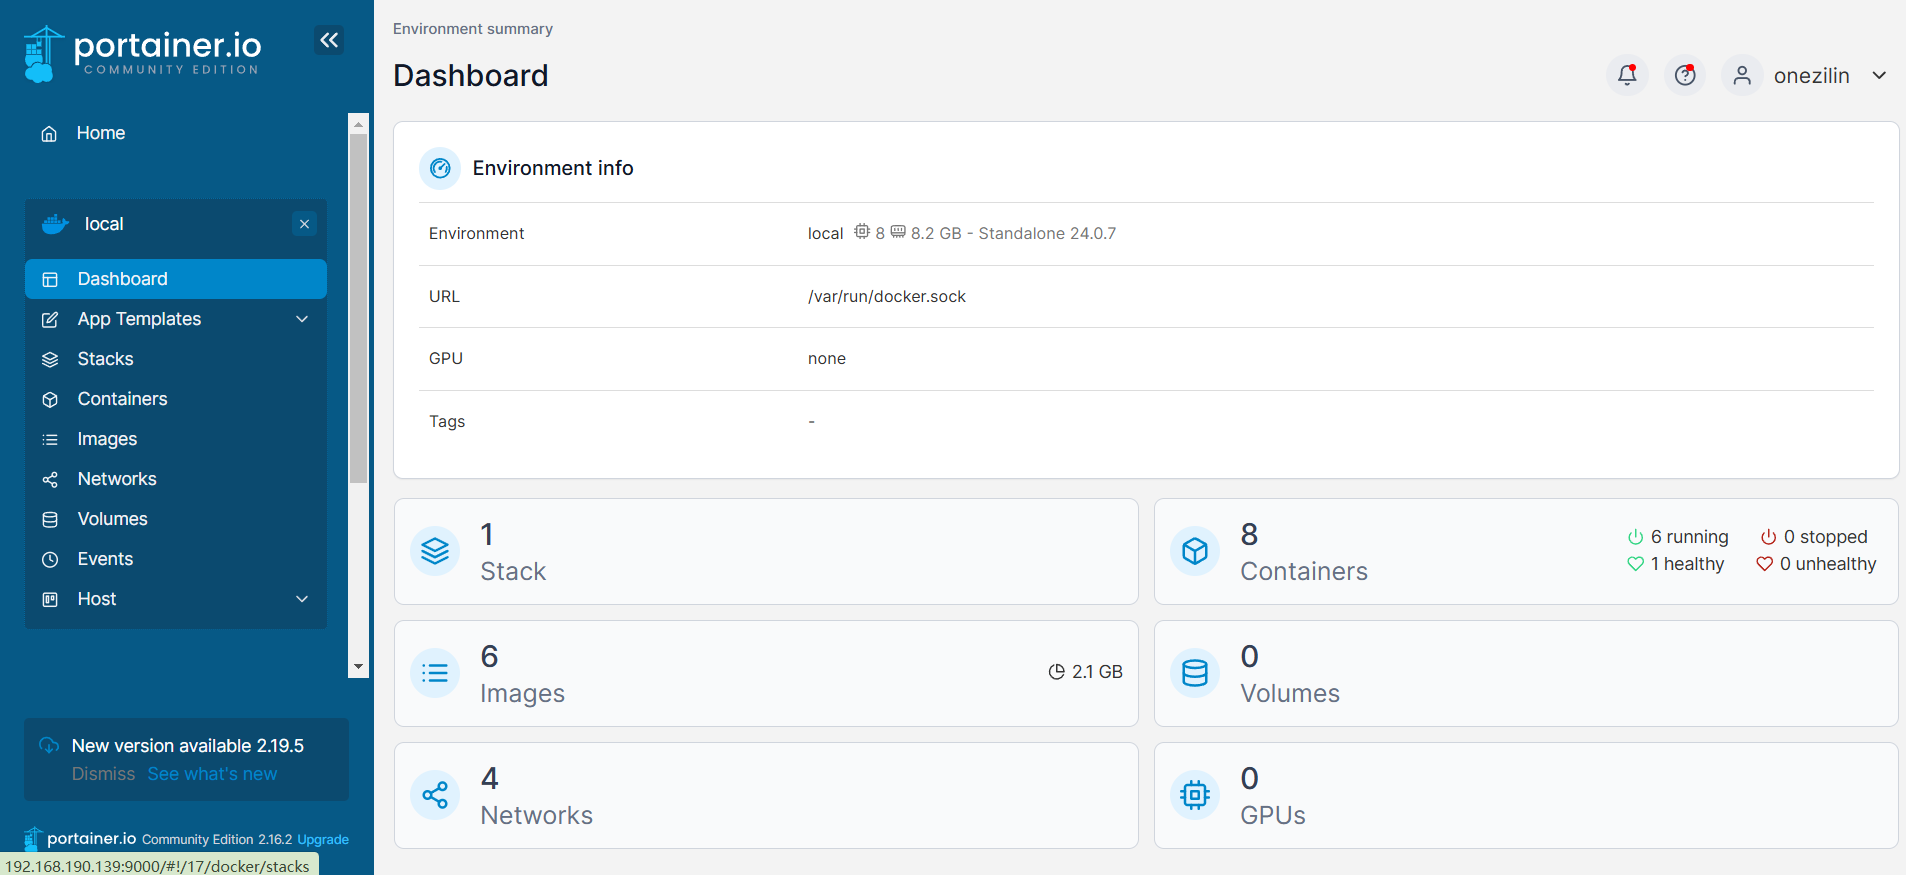 portainer.io
COMMUNITY EDITION
Home
local
Dashboard
App Templates
Stacks
Containers
Images
Networks
Volumes
Events
Host
New version available 2.19.5
Dismiss See what's new
portainer.io Community Edition 2.16.2 Upgrade
192.168.190.139:9000/#!/17/docker/stacks
Environment summary
Dashboard
onezilin
Environment info
Environment local 8 8.2 GB - Standalone 24.0.7
URL /var/run/docker.sock
GPU none
Tags -
1
Stack
8
Containers
6 running 0 stopped
1 healthy 0 unhealthy
6
Images
2.1 GB
0
Volumes
4
Networks
0
GPUs